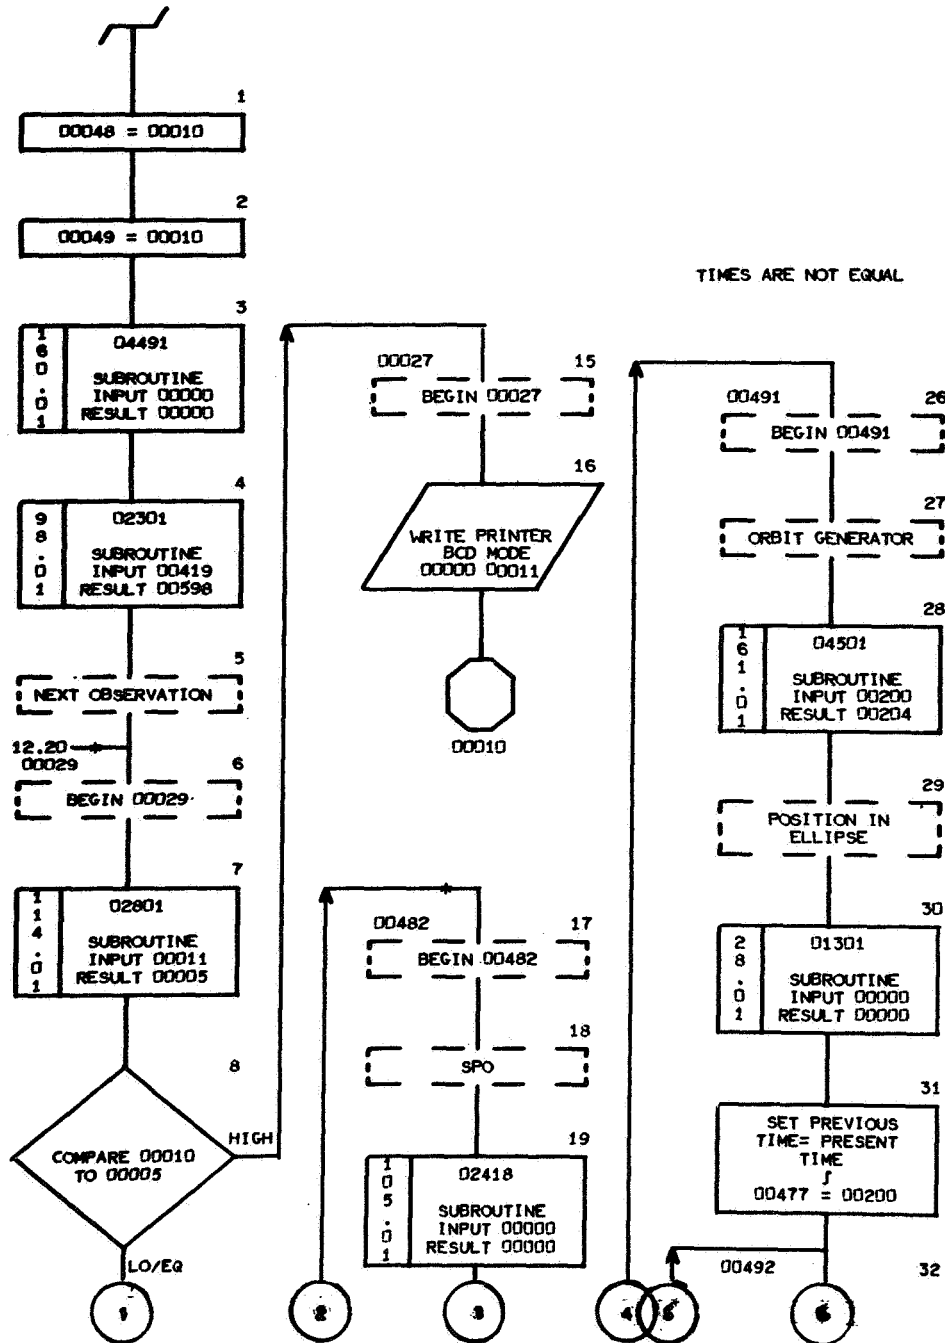 1
00048 = 00010
2
00049 = 00010
3
160.01
04491
SUBROUTINE
INPUT 00000
RESULT 00000
4
98.01
02301
SUBROUTINE
INPUT 00419
RESULT 00598
5
NEXT OBSERVATION
12.20
00029
6
BEGIN 00029
7
114.01
02801
SUBROUTINE
INPUT 00011
RESULT 00005
8
COMPARE 00010
TO 00005
HIGH
LO/EQ
1
00027
15
BEGIN 00027
16
WRITE PRINTER
BCD MODE
00000 00011
00010
00482
17
BEGIN 00482
18
SPO
19
105.01
02418
SUBROUTINE
INPUT 00000
RESULT 00000
2
3
TIMES ARE NOT EQUAL
00491
26
BEGIN 00491
27
ORBIT GENERATOR
28
161.01
04501
SUBROUTINE
INPUT 00200
RESULT 00204
29
POSITION IN
ELLIPSE
30
28.01
01301
SUBROUTINE
INPUT 00000
RESULT 00000
31
SET PREVIOUS
TIME= PRESENT
TIME
∫
00477 = 00200
00492
32
4